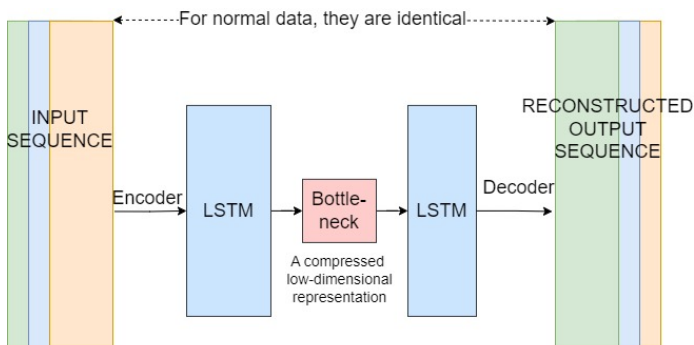 For normal data, they are identical
INPUT
SEQUENCE
RECONSTRUCTED
OUTPUT
SEQUENCE
Encoder
LSTM
Bottle-
neck
LSTM
Decoder
A compressed
low-dimensional
representation